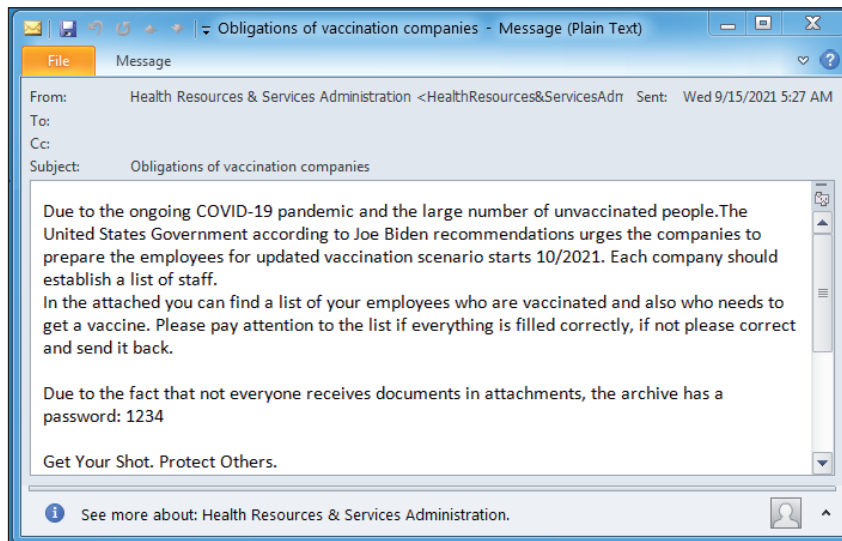 Obligations of vaccination companies - Message (Plain Text)
File Message
From: Health Resources & Services Administration <HealthResources&ServicesAdm Sent: Wed 9/15/2021 5:27 AM
To:
Cc:
Subject: Obligations of vaccination companies
Due to the ongoing COVID-19 pandemic and the large number of unvaccinated people.The
United States Government according to Joe Biden recommendations urges the companies to
prepare the employees for updated vaccination scenario starts 10/2021. Each company should
establish a list of staff.
In the attached you can find a list of your employees who are vaccinated and also who needs to
get a vaccine. Please pay attention to the list if everything is filled correctly, if not please correct
and send it back.
Due to the fact that not everyone receives documents in attachments, the archive has a
password: 1234
Get Your Shot. Protect Others.
See more about: Health Resources & Services Administration.